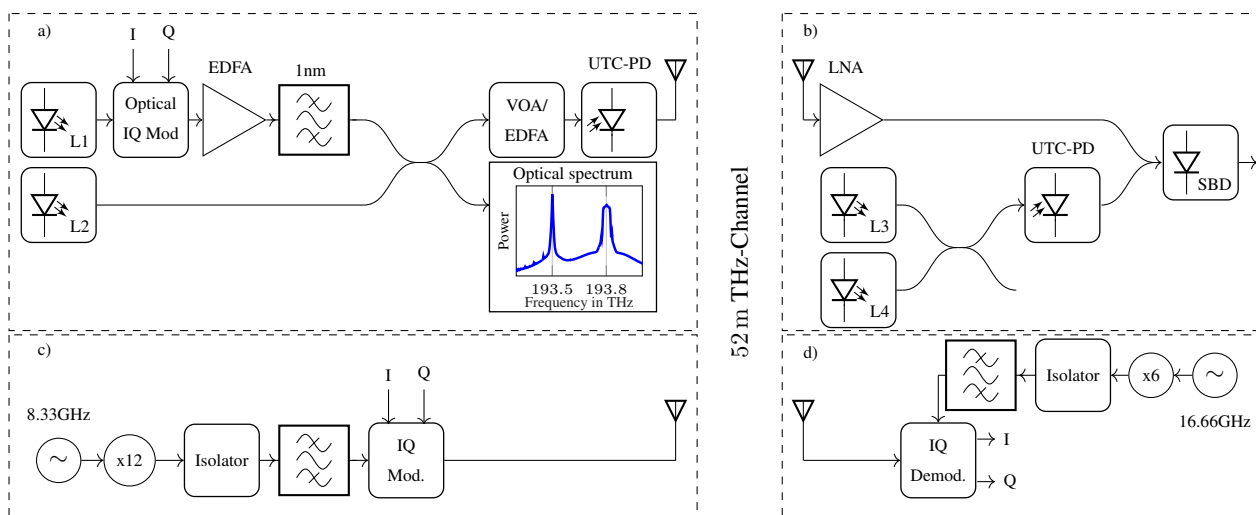 a)
I
Q
EDFA
1nm
UTC-PD
L1
Optical
IQ Mod
VOA/
EDFA
L2
Optical spectrum
Power
193.5
193.8
Frequency in THz
52 m THz-Channel
b)
LNA
UTC-PD
SBD
L3
L4
c)
I
Q
8.33GHz
∼
x12
Isolator
IQ
Mod.
d)
Isolator
x6
∼
16.66GHz
IQ
Demod.
I
Q